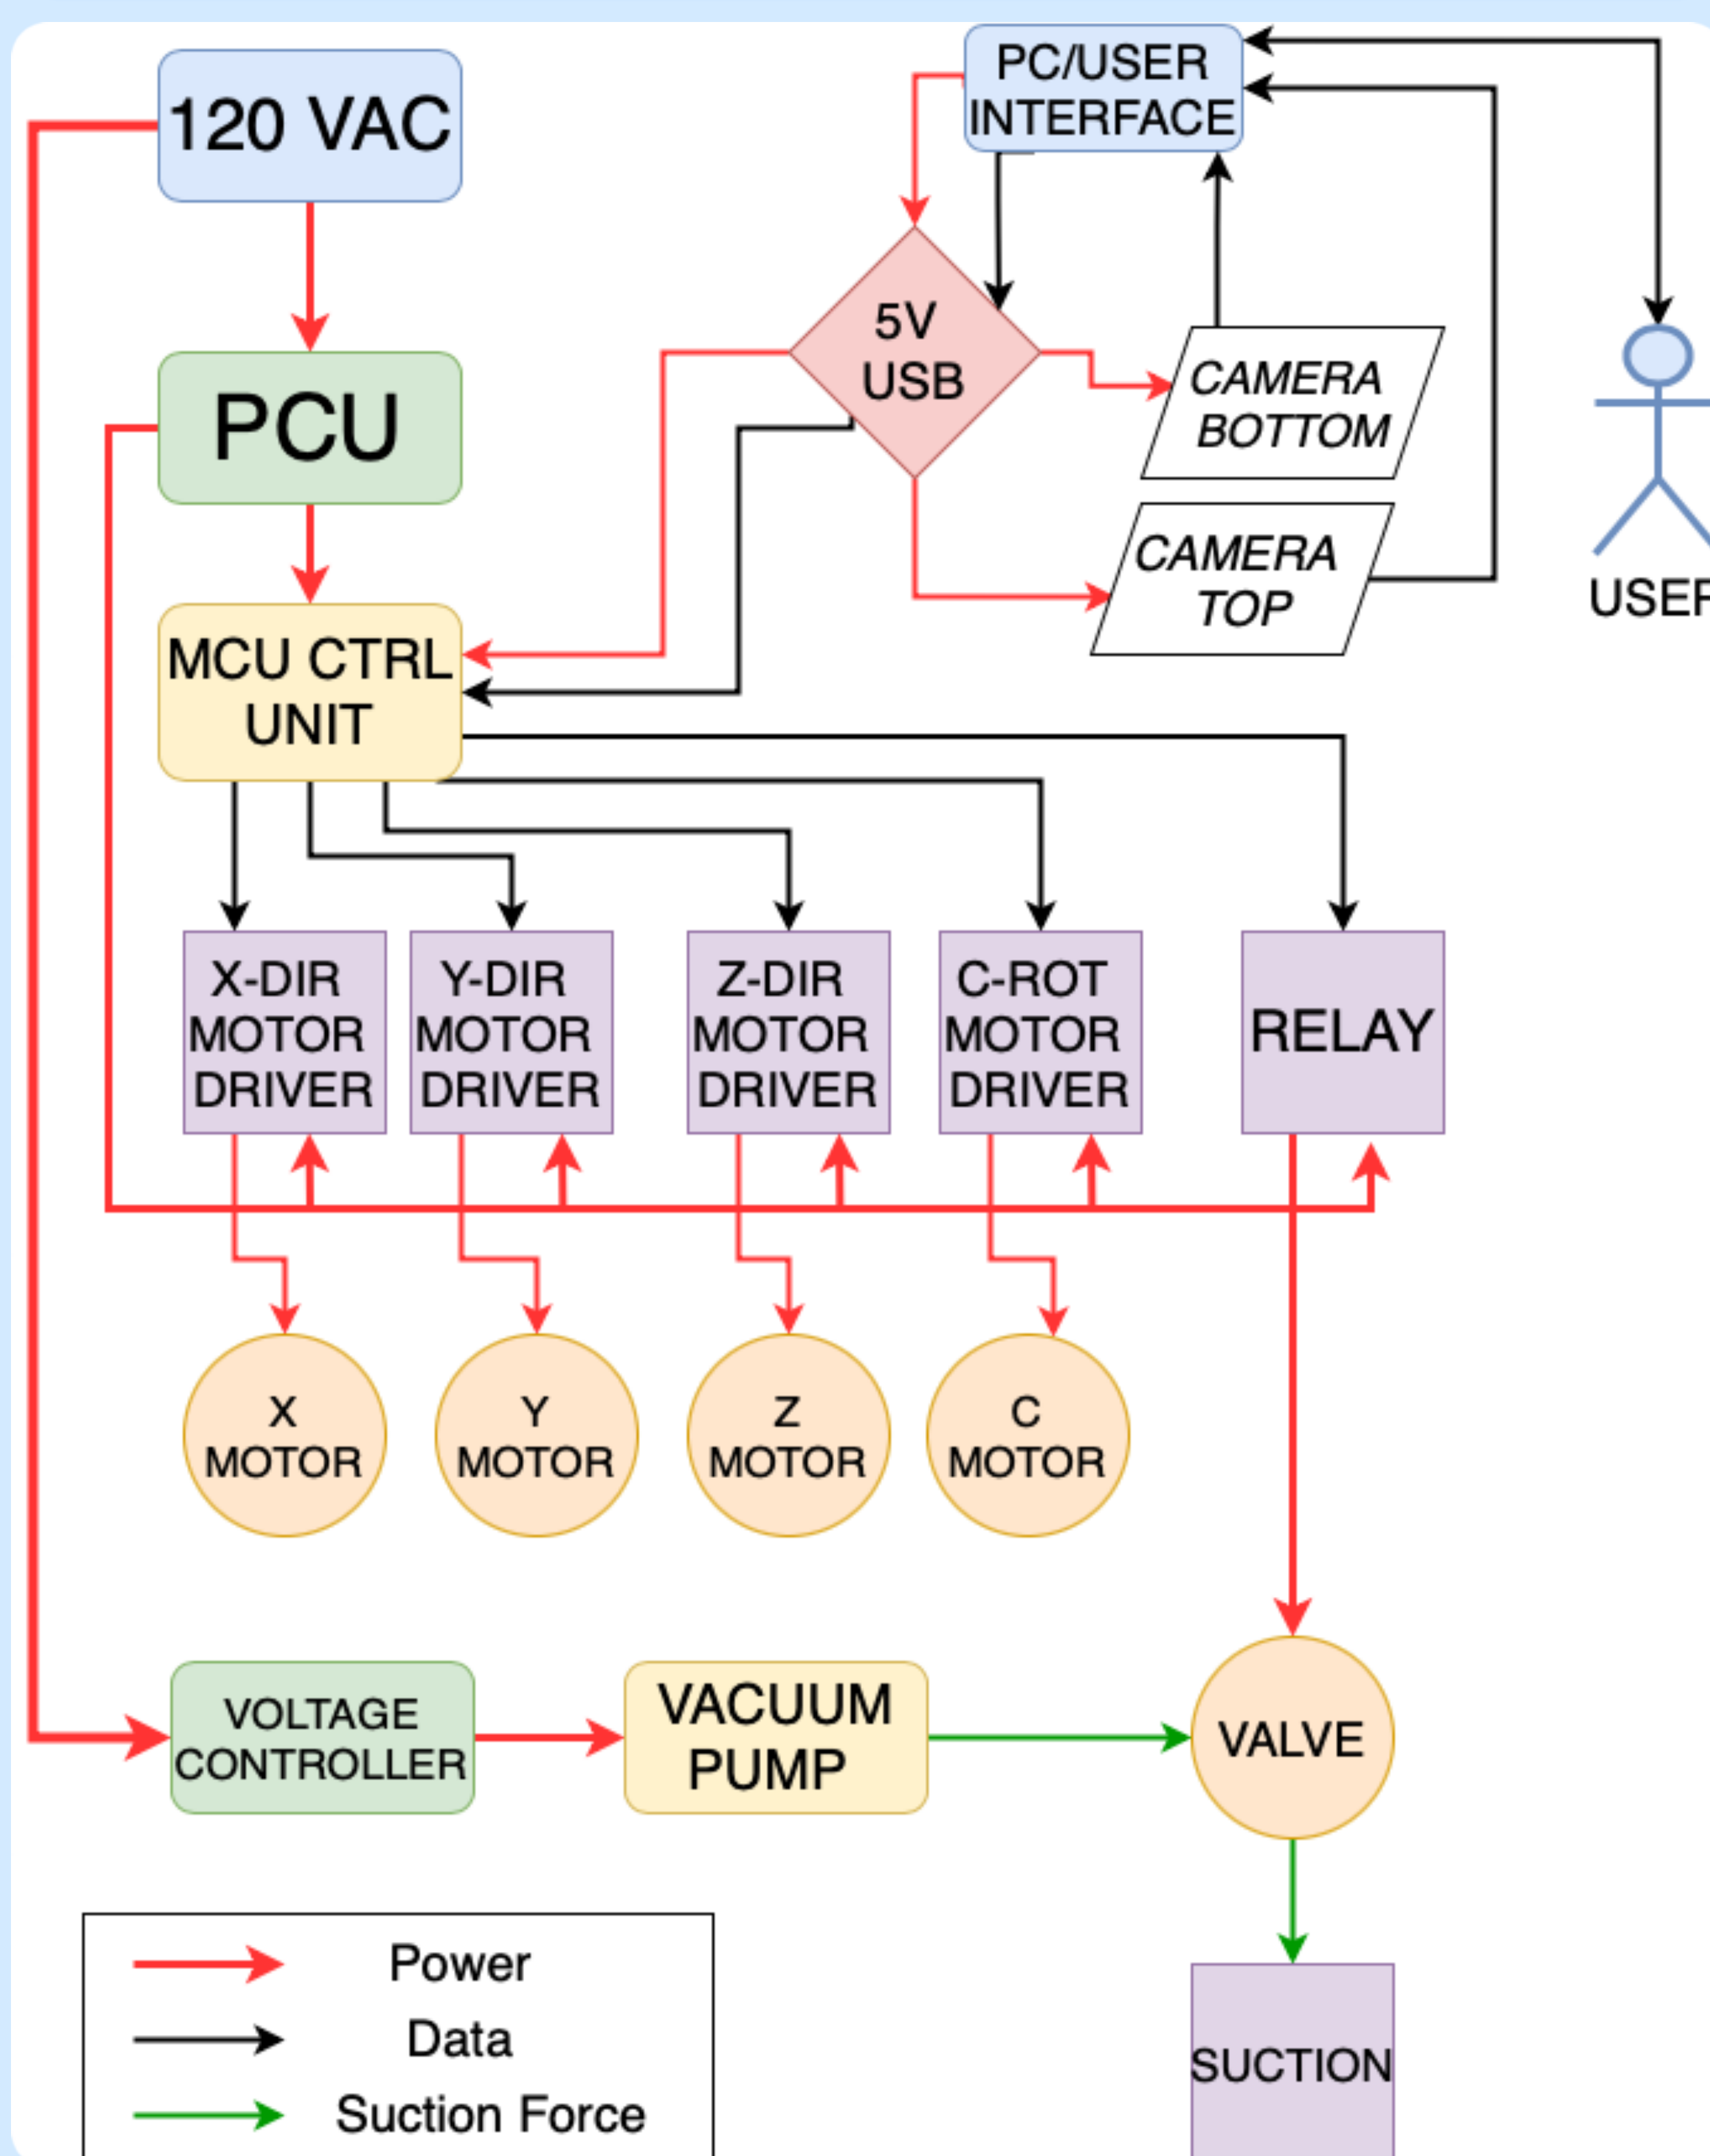 120 VAC
PC/USER
INTERFACE
5V
USB
CAMERA
BOTTOM
PCU
CAMERA
TOP
USER
MCU CTRL
UNIT
X-DIR
MOTOR
DRIVER
Y-DIR
MOTOR
DRIVER
Z-DIR
MOTOR
DRIVER
C-ROT
MOTOR
DRIVER
RELAY
X
MOTOR
Y
MOTOR
Z
MOTOR
C
MOTOR
VOLTAGE
CONTROLLER
VACUUM
PUMP
VALVE
Power
Data
Suction Force
SUCTION